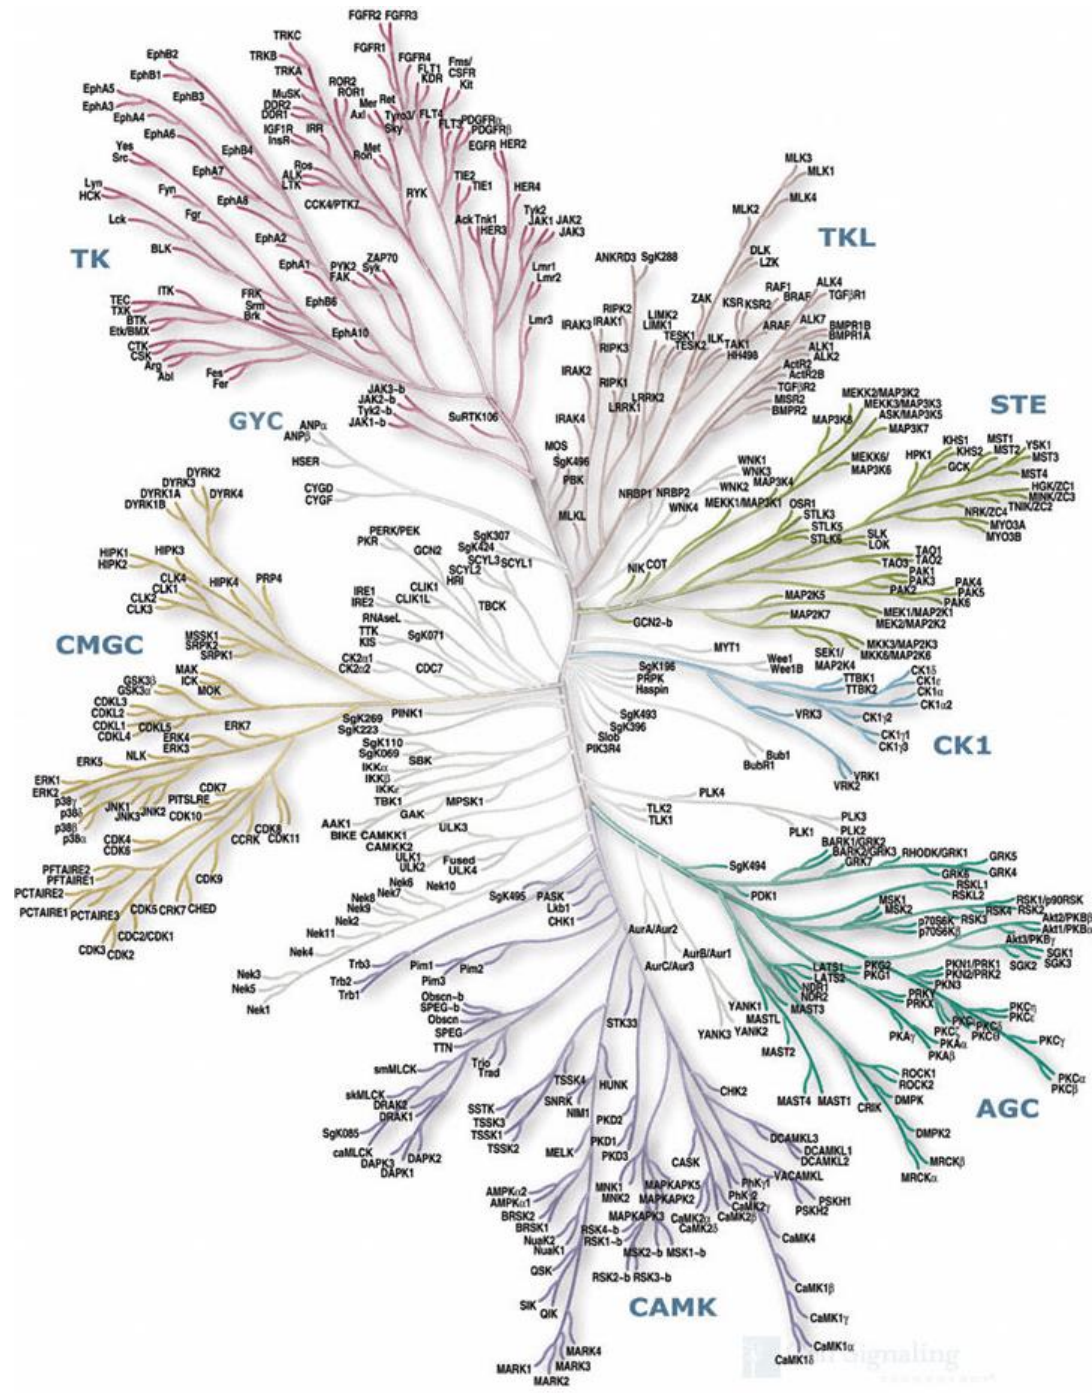 FGFR2 FGFR3
TRKC
FGFR1
EphB2
TRKB
FGFR4
Fms/
CSFR
FLT1
KDR
Kit
EphB1
TRKA
ROR2
ROR1
EphA5
MuSK
Mer
Ret
EphB3
EphA3
DDR2
DDR1
Axl
Tyro3/
Sky
FLT4
FLT3
PDGFRα
PDGFRβ
EphA4
IGF1R
IRR
InsR
EphA6
EGFR
HER2
Yes
Src
EphB4
Met
Ron
MLK3
MLK1
Ros
ALK
LTK
EphA7
TIE2
TIE1
Lyn
HCK
Fyn
RYK
HER4
MLK4
EphA8
CCK4/PTK7
Lck
Fgr
Ack
Tnk1
HER3
Tyk2
JAK1
JAK2
JAK3
MLK2
TKL
TK
BLK
EphA2
EphA1
PYK2
FAK
ZAP70
Syk
Lmr1
Lmr2
ANKRD3
SgK288
DLK
LZK
ITK
TEC
TXK
BTK
Etk/BMX
FRK
Srm
Brk
EphB6
EphA10
Lmr3
ZAK
KSR
KSR2
RAF1
BRAF
ALK4
TGFβR1
CTK
CSK
Arg
Abl
Fes
Fer
IRAK3
IRAK1
RIPK2
LIMK2
LIMK1
TESK1
TESK2
ILK
TAK1
HH498
ARAF
ALK7
BMPR1B
BMPR1A
RIPK3
ALK1
ALK2
ActR2
ActR2B
TGFβR2
MISR2
BMPR2
IRAK2
RIPK1
LRRK2
LRRK1
IRAK4
JAK3~b
JAK2~b
Tyk2~b
JAK1~b
SuRTK106
GYC
ANPα
ANPβ
HSER
CYGD
CYGF
MOS
SgK496
PBK
MLKL
NRBP1
NRBP2
WNK1
WNK3
WNK2
WNK4
MAP3K4
MEKK1/MAP3K1
MEKK2/MAP3K2
MEKK3/MAP3K3
ASK/MAP3K5
MAP3K8
MAP3K7
MEKK6/
MAP3K6
STE
HPK1
KHS1
KHS2
GCK
MST1
MST2
YSK1
MST3
MST4
HGK/ZC1
MINK/ZC3
TNIK/ZC2
NRK/ZC4
MYO3A
MYO3B
OSR1
STLK3
STLK5
STLK6
SLK
LOK
TAO1
TAO2
TAO3
PAK1
PAK3
PAK2
PAK4
PAK5
PAK6
NIK
COT
MAP2K5
MAP2K7
MEK1/MAP2K1
MEK2/MAP2K2
GCN2~b
SEK1/
MAP2K4
MKK3/MAP2K3
MKK6/MAP2K6
DYRK2
DYRK3
DYRK1A
DYRK1B
DYRK4
PERK/PEK
PKR
GCN2
SgK307
SgK424
SCYL3
SCYL2
SCYL1
HRI
HIPK1
HIPK2
HIPK3
HIPK4
PRP4
CLK4
CLK1
CLK2
CLK3
IRE1
IRE2
CLIK1
CLIK1L
TBCK
RNAseL
TTK
KIS
SgK071
CMGC
MSSK1
SRPK2
SRPK1
CK2α1
CK2α2
CDC7
MYT1
Wee1
Wee1B
SgK196
PRPK
Haspin
TTBK1
TTBK2
CK1δ
CK1ε
CK1α
CK1α2
MAK
ICK
MOK
GSK3β
GSK3α
CDKL3
CDKL2
CDKL1
CDKL4
CDKL5
ERK7
ERK4
ERK3
PINK1
SgK269
SgK223
SgK493
SgK396
Slob
PIK3R4
VRK3
CK1γ2
CK1γ1
CK1γ3
CK1
NLK
ERK5
SgK110
SgK069
SBK
Bub1
BubR1
VRK1
VRK2
ERK1
ERK2
p38γ
p38δ
p38β
p38α
JNK1
JNK3
JNK2
PITSLRE
CDK7
CDK10
IKKα
IKKβ
IKKε
TBK1
MPSK1
GAK
PLK4
TLK2
TLK1
PLK3
PLK1
PLK2
CDK4
CDK6
CCRK
CDK8
CDK11
AAK1
BIKE
CAMKK1
CAMKK2
ULK3
ULK1
ULK2
Fused
ULK4
BARK1/GRK2
BARK2/GRK3
GRK7
RHODK/GRK1
GRK5
GRK6
GRK4
SgK494
PFTAIRE2
PFTAIRE1
PCTAIRE2
PCTAIRE1
PCTAIRE3
CDK9
CDK5
CRK7
CHED
CDC2/CDK1
CDK3
CDK2
Nek6
Nek7
Nek10
Nek8
Nek9
Nek2
Nek11
Nek4
Nek3
Nek5
Nek1
SgK495
PASK
Lkb1
CHK1
PDK1
RSKL1
RSKL2
MSK1
MSK2
RSK1/p90RSK
RSK4
RSK2
RSK3
p70S6K
p70S6Kβ
Akt2/PKBβ
Akt1/PKBα
Akt3/PKBγ
SGK1
SGK2
SGK3
AurA/Aur2
AurB/Aur1
AurC/Aur3
LATS1
LATS2
NDR1
NDR2
MAST3
PKG2
PKG1
PKN1/PRK1
PKN2/PRK2
PKN3
PRKY
PRKX
Trb3
Trb2
Trb1
Pim1
Pim2
Pim3
YANK1
YANK2
YANK3
MASTL
MAST2
MAST4
MAST1
PKAγ
PKAα
PKAβ
PKCζ
PKCι
PKCδ
PKCθ
PKCη
PKCε
PKCγ
PKCα
PKCβ
Obscn~b
SPEG~b
Obscn
SPEG
TTN
STK33
smMLCK
Trio
Trad
TSSK4
HUNK
SNRK
NIM1
CHK2
ROCK1
ROCK2
DMPK
CRIK
AGC
skMLCK
DRAK2
DRAK1
SgK085
caMLCK
DAPK3
DAPK2
DAPK1
SSTK
TSSK3
TSSK1
TSSK2
PKD2
PKD1
PKD3
MELK
DMPK2
MRCKβ
MRCKα
DCAMKL3
DCAMKL1
DCAMKL2
CASK
VACAMKL
PhKγ1
PhKγ2
PSKH1
PSKH2
AMPKα2
AMPKα1
BRSK2
BRSK1
NuaK2
NuaK1
MNK1
MNK2
MAPKAPK5
MAPKAPK2
MAPKAPK3
CaMK2γ
CaMK2α
CaMK2β
CaMK2δ
RSK4~b
RSK1~b
MSK2~b
MSK1~b
RSK2~b
RSK3~b
CaMK4
QSK
SIK
QIK
CAMK
CaMK1β
CaMK1γ
CaMK1α
CaMK1δ
MARK4
MARK1
MARK3
MARK2
Signaling